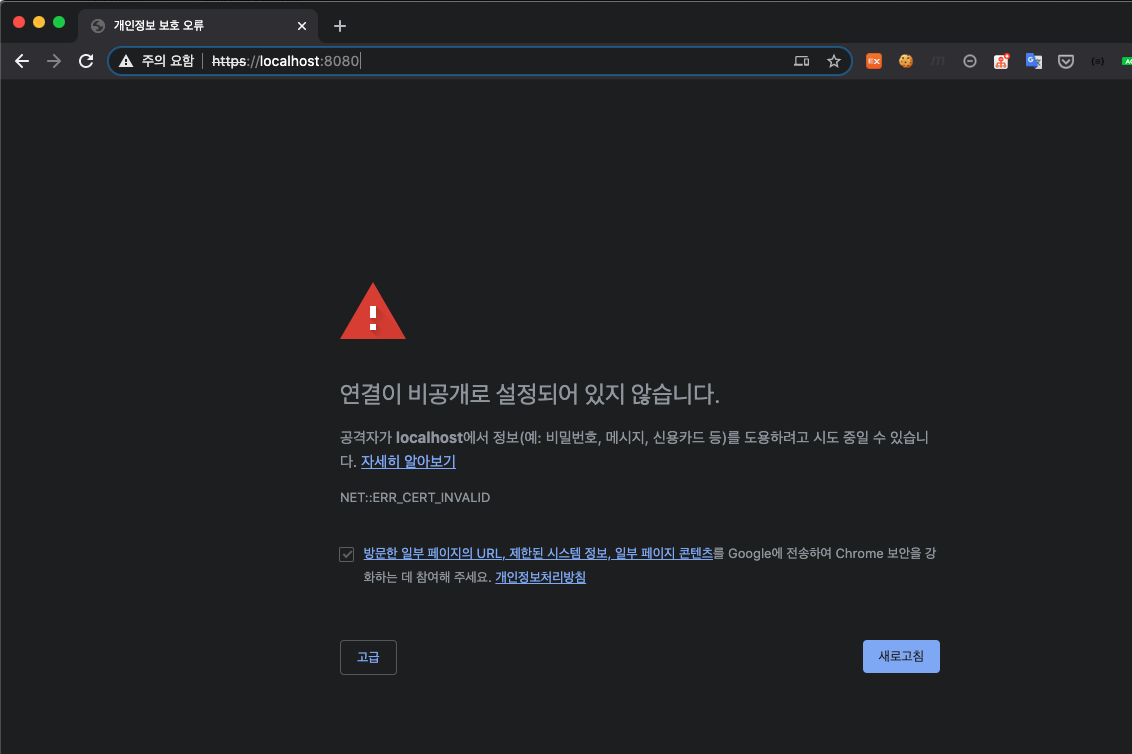 개인정보 보호 오류
주의 요함 https://localhost:8080
연결이 비공개로 설정되어 있지 않습니다.
공격자가 localhost에서 정보(예: 비밀번호, 메시지, 신용카드 등)를 도용하려고 시도 중일 수 있습니
다. 자세히 알아보기
NET::ERR_CERT_INVALID
방문한 일부 페이지의 URL, 제한된 시스템 정보, 일부 페이지 콘텐츠를 Google에 전송하여 Chrome 보안을 강
화하는 데 참여해 주세요. 개인정보처리방침
고급
새로고침